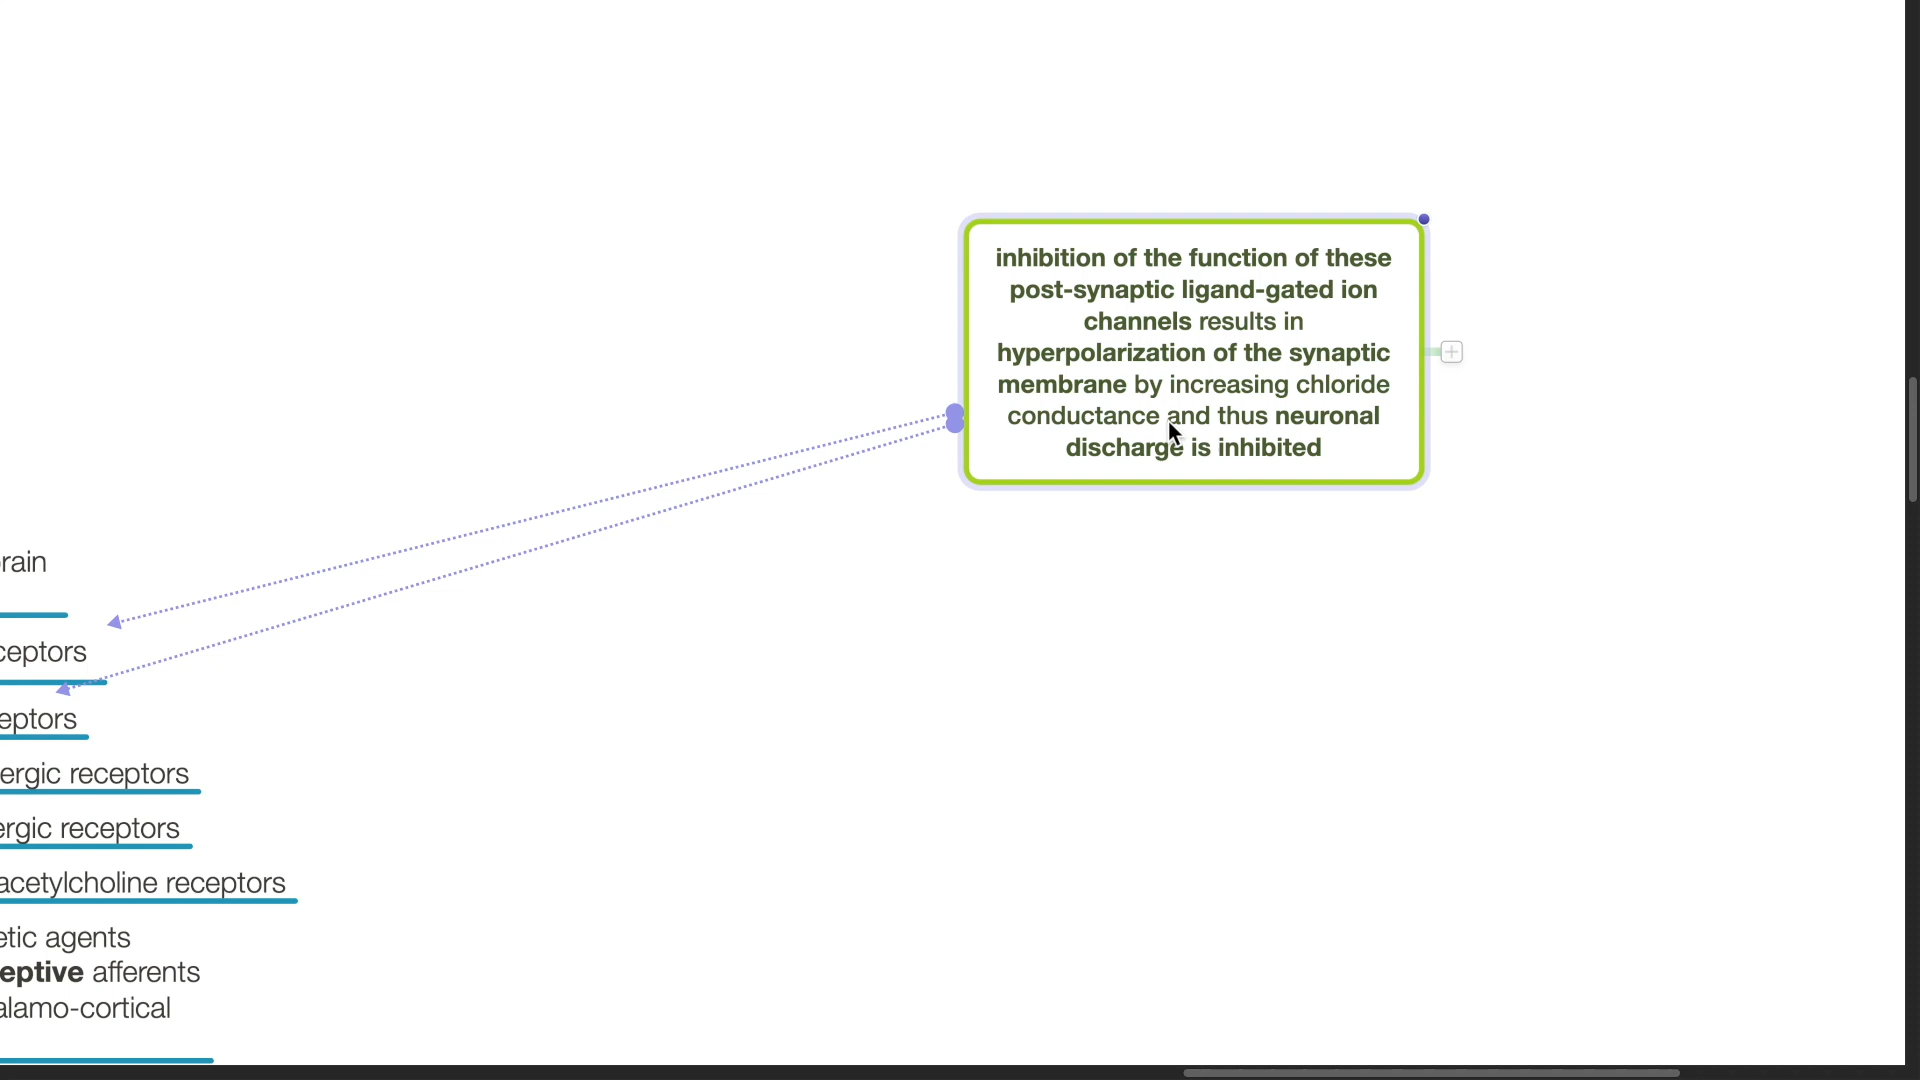 inhibition of the function of these
post-synaptic ligand-gated ion
channels results in
hyperpolarization of the synaptic
membrane by increasing chloride
conductance and thus neuronal
discharge is inhibited
rain
ceptors
eptors
ergic receptors
ergic receptors
acetylcholine receptors
etic agents
eptive afferents
alamo-cortical